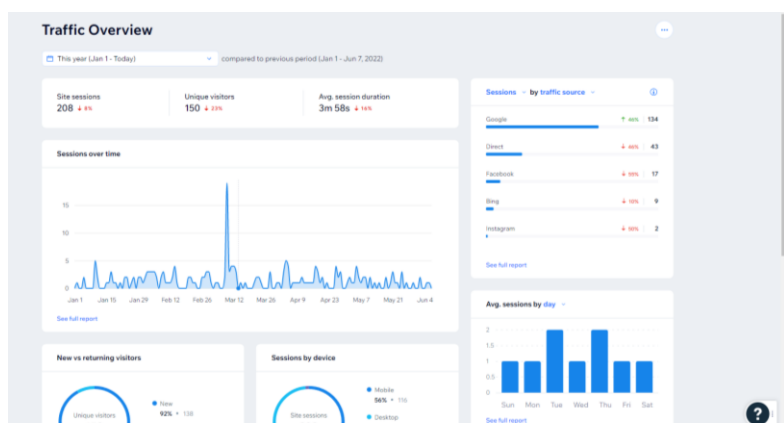 Traffic Overview
This year (Jan 1 - Today)
compared to previous period (Jan 1 - Jun 7, 2022)
Site sessions
208 ↓ 8%
Unique visitors
150 ↓ 23%
Avg. session duration
3m 58s ↓ 16%
Sessions over time
15
10
5
0
Jan 1 Jan 15 Jan 29 Feb 12 Feb 26 Mar 12 Mar 26 Apr 9 Apr 23 May 7 May 21 Jun 4
See full report
Sessions by traffic source
Google 134
Direct 43
Facebook 17
Bing ↓ 10% 9
Instagram 2
See full report
Avg. sessions by day
2
1.5
1
0.5
0
Sun Mon Tue Wed Thu Fri Sat
See full report
New vs returning visitors
Unique visitors
New
92% • 138
Sessions by device
Site sessions
Mobile
56% • 116
Desktop
?